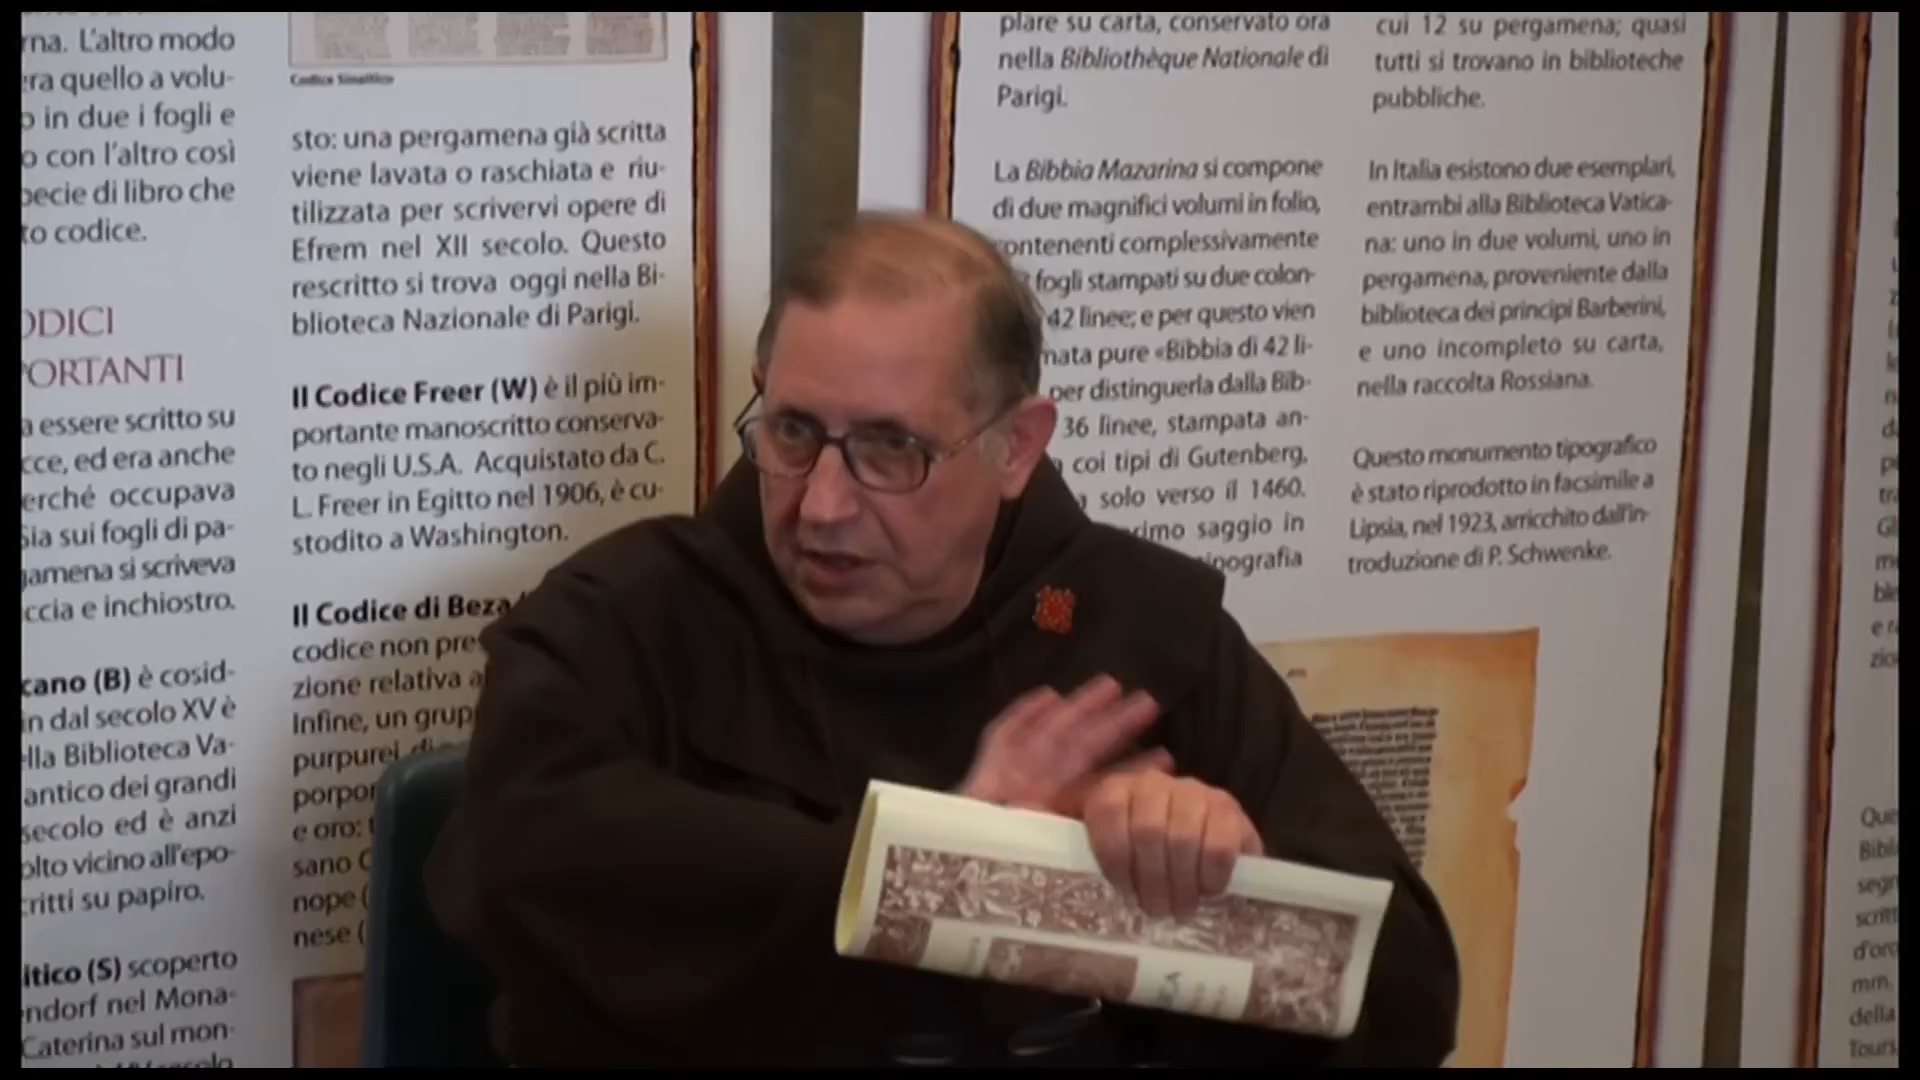 rna. L'altro modo
ra quello a volu-
o in due i fogli e
o con l'altro così
pecie di libro che
to codice.
ODICI
PORTANTI
a essere scritto su
cce, ed era anche
erché occupava
Sia sui fogli di pa-
gamena si scriveva
ccia e inchiostro.
cano (B) è cosid-
in dal secolo XV è
lla Biblioteca Va-
antico dei grandi
secolo ed è anzi
olto vicino all'epo-
critti su papiro.
itico (S) scoperto
ndorf nel Mona-
Caterina sul mon-
Codice Sinaitico
sto: una pergamena già scritta
viene lavata o raschiata e riu-
tilizzata per scrivervi opere di
Efrem nel XII secolo. Questo
rescritto si trova oggi nella Bi-
blioteca Nazionale di Parigi.
Il Codice Freer (W) è il più im-
portante manoscritto conserva-
to negli U.S.A. Acquistato da C.
L. Freer in Egitto nel 1906, è cu-
stodito a Washington.
Il Codice di Beza
codice non pres
zione relativa a
Infine, un grup
purpurei di
porpor
e oro: t
sano C
nope (
nese (
plare su carta, conservato ora
nella Bibliothèque Nationale di
Parigi.
La Bibbia Mazarina si compone
di due magnifici volumi in folio,
contenenti complessivamente
fogli stampati su due colon-
42 linee; e per questo vien
mata pure «Bibbia di 42 li-
per distinguerla dalla Bib-
36 linee, stampata an-
coi tipi di Gutenberg,
solo verso il 1460.
rimo saggio in
ipografia
cui 12 su pergamena; quasi
tutti si trovano in biblioteche
pubbliche.
In Italia esistono due esemplari,
entrambi alla Biblioteca Vatica-
na: uno in due volumi, uno in
pergamena, proveniente dalla
biblioteca dei principi Barberini,
e uno incompleto su carta,
nella raccolta Rossiana.
Questo monumento tipografico
è stato riprodotto in facsimile a
Lipsia, nel 1923, arricchito dall'in-
troduzione di P. Schwenke.
Que
Bibl
segn
scritt
d'oro
mm.
della
Tours